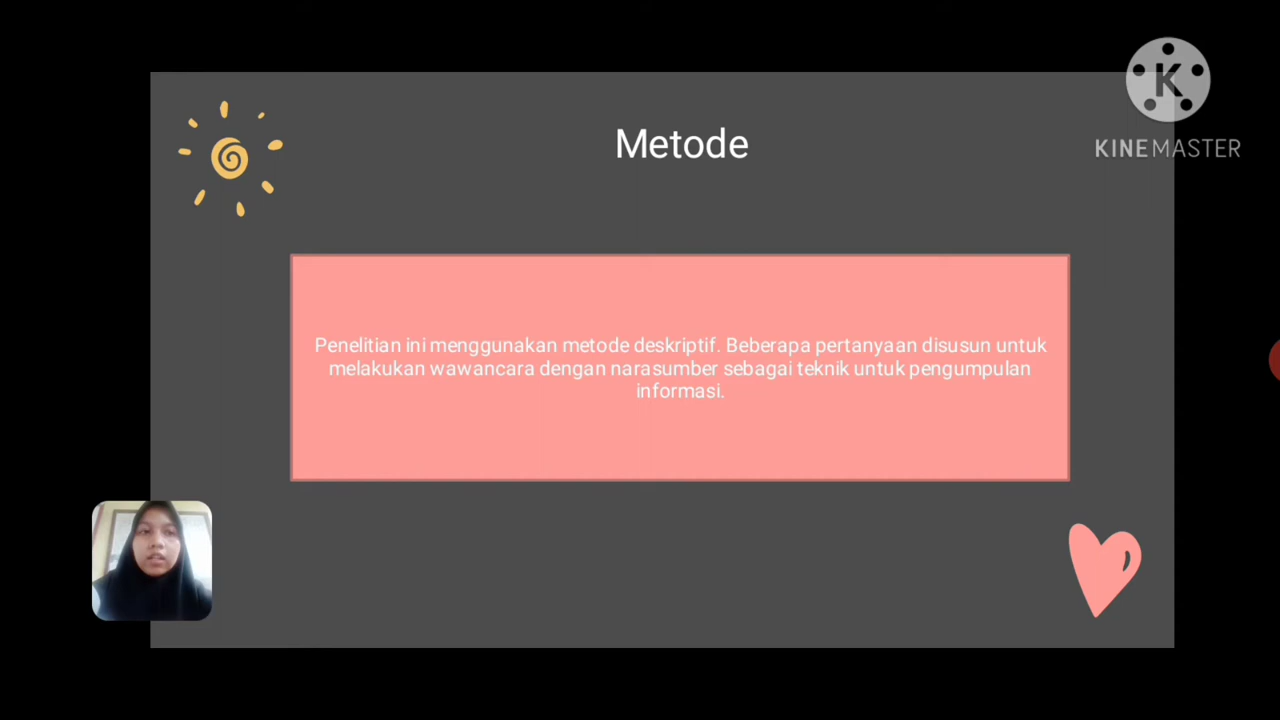 Metode
K
KINEMASTER
Penelitian ini menggunakan metode deskriptif. Beberapa pertanyaan disusun untuk
melakukan wawancara dengan narasumber sebagai teknik untuk pengumpulan
informasi.